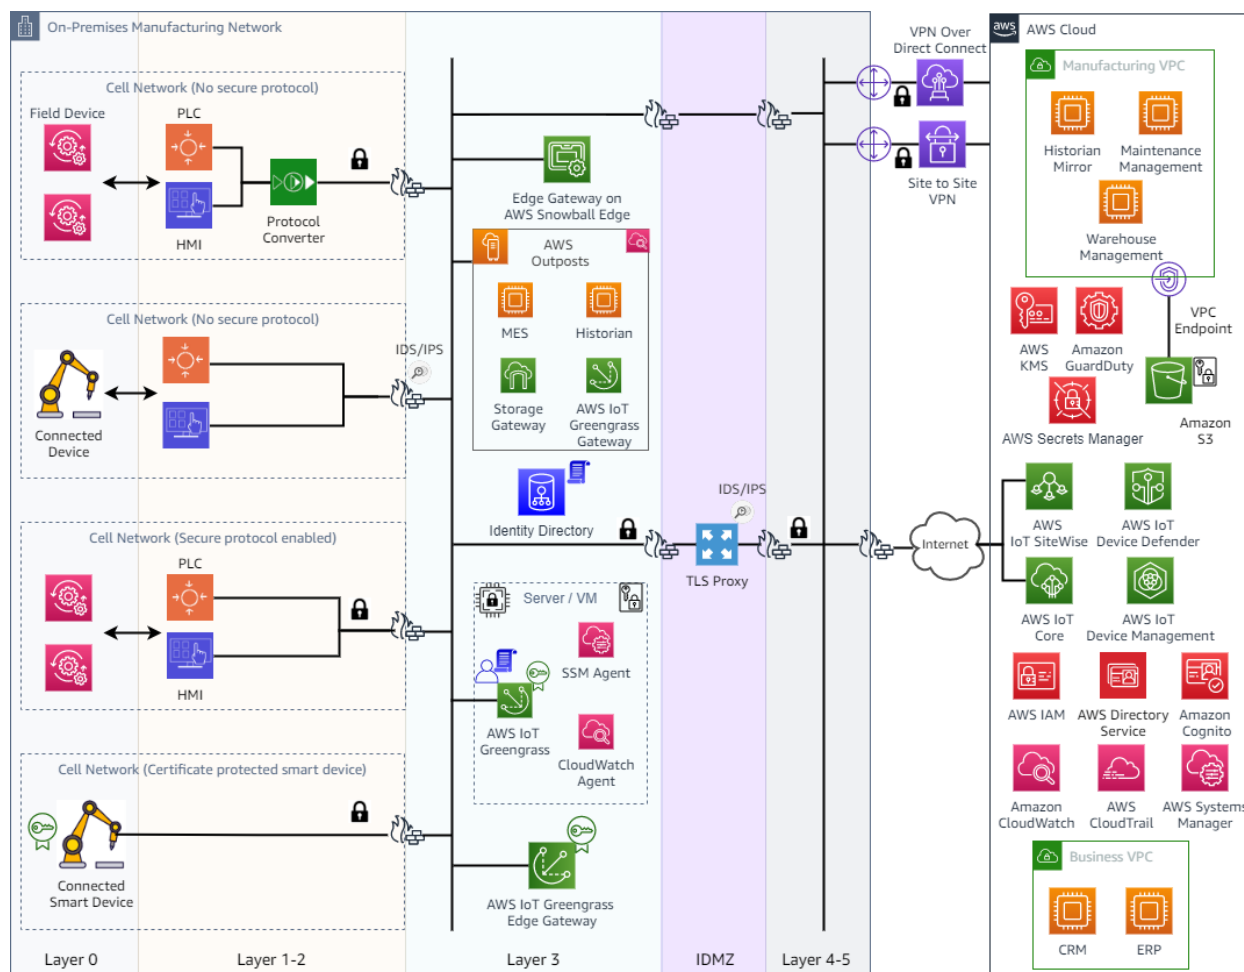 On-Premises Manufacturing Network
Cell Network (No secure protocol)
Field Device
PLC
HMI
Protocol
Converter
Cell Network (No secure protocol)
Connected
Device
IDS/IPS
Cell Network (Secure protocol enabled)
PLC
HMI
Cell Network (Certificate protected smart device)
Connected
Smart Device
Edge Gateway on
AWS Snowball Edge
AWS
Outposts
MES
Historian
Storage
Gateway
AWS IoT
Greengrass
Gateway
Identity Directory
Server / VM
SSM Agent
AWS IoT
Greengrass
CloudWatch
Agent
AWS IoT Greengrass
Edge Gateway
IDS/IPS
TLS Proxy
Layer 0
Layer 1-2
Layer 3
IDMZ
Layer 4-5
VPN Over
Direct Connect
Site to Site
VPN
Internet
aws
AWS Cloud
Manufacturing VPC
Historian
Mirror
Maintenance
Management
Warehouse
Management
VPC
Endpoint
AWS
KMS
Amazon
GuardDuty
AWS Secrets Manager
Amazon
S3
AWS
IoT SiteWise
AWS IoT
Device Defender
AWS IoT
Core
AWS IoT
Device Management
AWS IAM
AWS Directory
Service
Amazon
Cognito
Amazon
CloudWatch
AWS
CloudTrail
AWS Systems
Manager
Business VPC
CRM
ERP